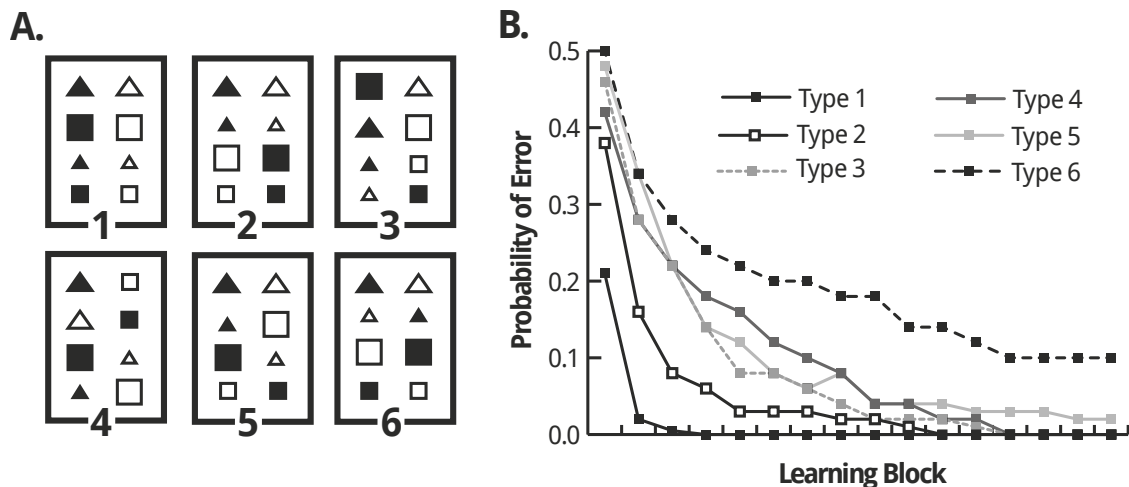 A.
1
2
3
4
5
6
B.
Probability of Error
0.5
0.4
0.3
0.2
0.1
0.0
Type 1
Type 2
Type 3
Type 4
Type 5
Type 6
Learning Block